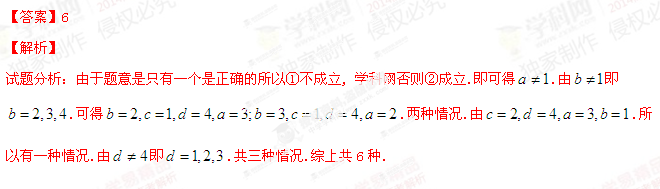 【答案】6
【解析】
试题分析：由于题意是只有一个是正确的所以①不成立, 学科网否则②成立.即可得 a≠1.由 b≠1即
b=2,3,4.可得b=2,c=1,d=4,a=3;b=3,c=1,d=4,a=2.两种情况.由c=2,d=4,a=3,b=1.所
以有一种情况.由d≠4即d=1,2,3.共三种情况.综上共6种.